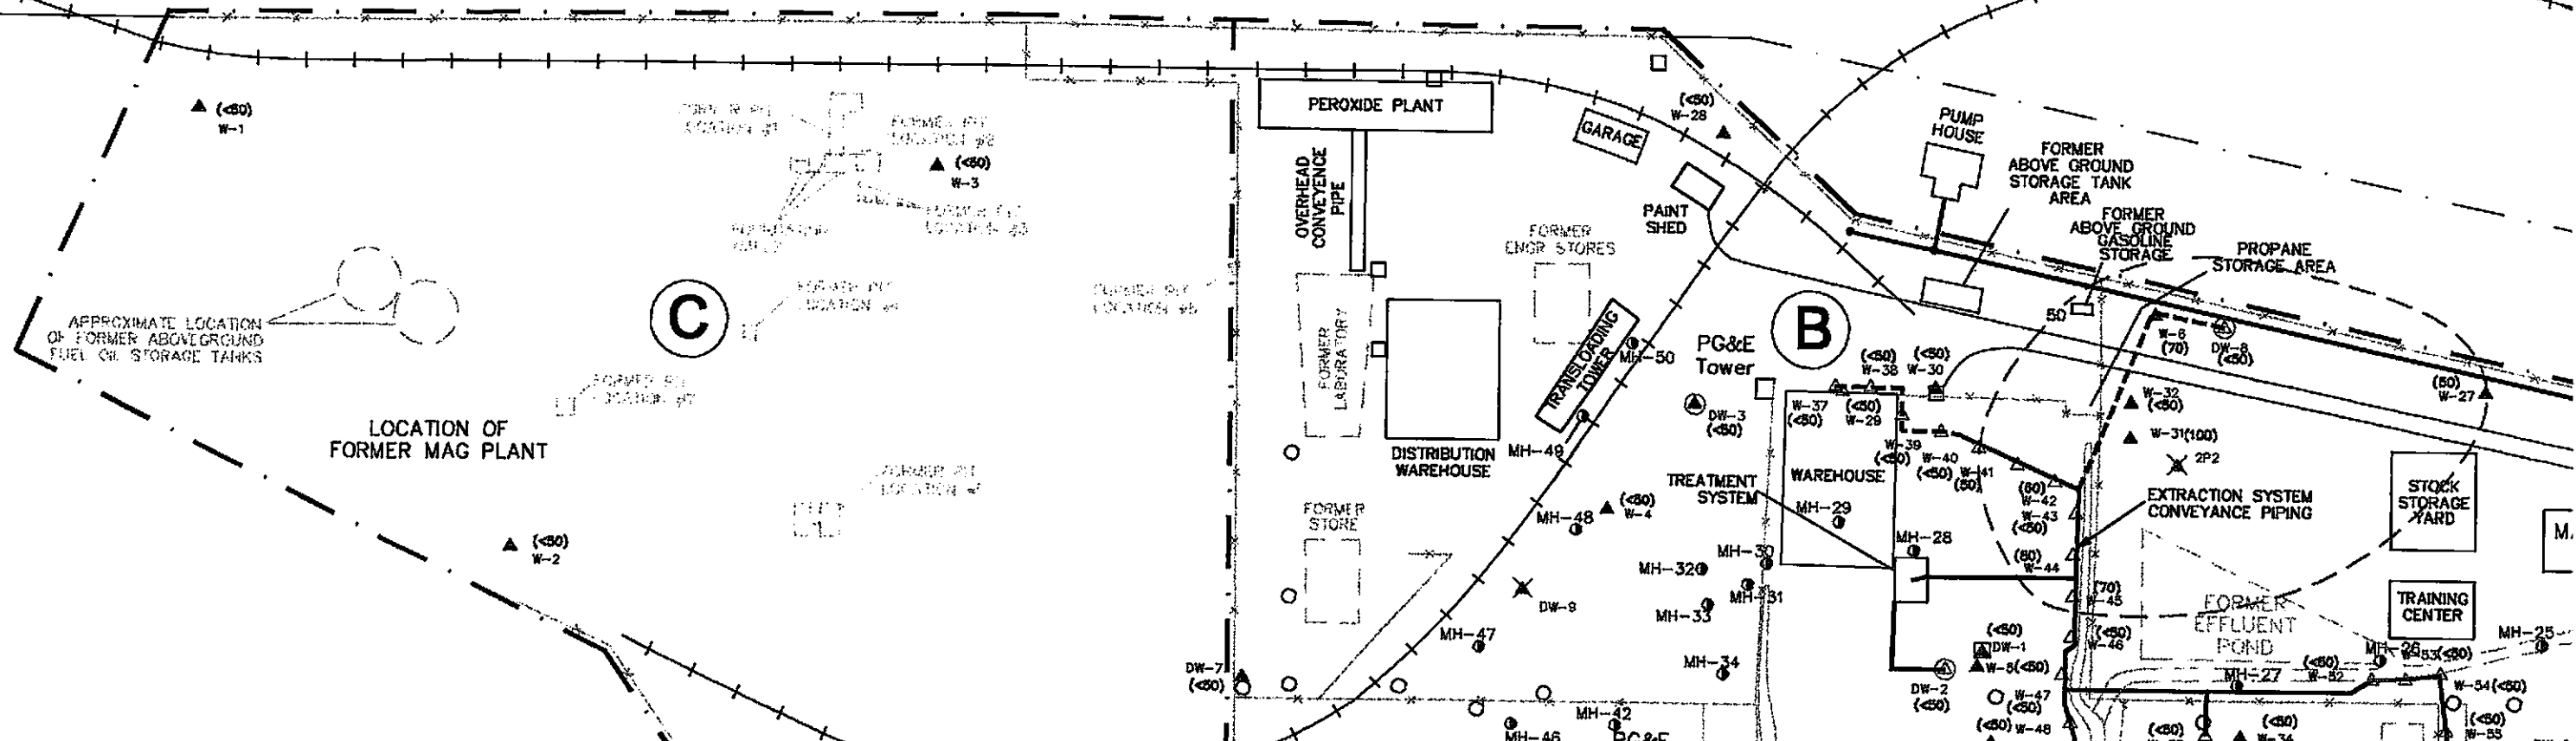 (<50)
W-1
(<50)
W-3
APPROXIMATE LOCATION
OF FORMER ABOVEGROUND
FUEL OIL STORAGE TANKS
C
LOCATION OF
FORMER MAG PLANT
(<50)
W-2
PEROXIDE PLANT
OVERHEAD
CONVEYENCE
PIPE
GARAGE
(<50)
W-28
PAINT
SHED
FORMER
ENGR STORES
FORMER
LABORATORY
DISTRIBUTION
WAREHOUSE
TRANSLOADING
TOWER
MH-50
MH-49
FORMER
STORE
MH-48
(<50)
W-4
DW-9
MH-47
DW-7
(<50)
MH-46
MH-42
PG&E
PG&E
Tower
B
DW-3
(<50)
TREATMENT
SYSTEM
WAREHOUSE
MH-29
MH-28
MH-30
MH-32
MH-31
MH-33
MH-34
PUMP
HOUSE
FORMER
ABOVE GROUND
STORAGE TANK
AREA
FORMER
ABOVE GROUND
GASOLINE
STORAGE
PROPANE
STORAGE AREA
50
W-6
(70)
DW-8
(<50)
(<50)
W-38
(<50)
W-30
W-37
(<50)
(<50)
W-29
W-39
(<50)
W-40
(<50)
W-41
(50)
(60)
W-42
W-43
(<50)
(60)
W-44
(70)
W-45
(<50)
W-46
W-32
(<50)
W-31(100)
2P2
(50)
W-27
EXTRACTION SYSTEM
CONVEYANCE PIPING
STOCK
STORAGE
YARD
TRAINING
CENTER
FORMER
EFFLUENT
POND
(<50)
DW-1
W-5(<50)
DW-2
(<50)
W-47
(<50)
(<50) W-48
MH-27
(<50)
W-52
MH-26
W-53(<50)
MH-25
W-54(<50)
(<50)
W-55
(<50)
(<50)
W-34